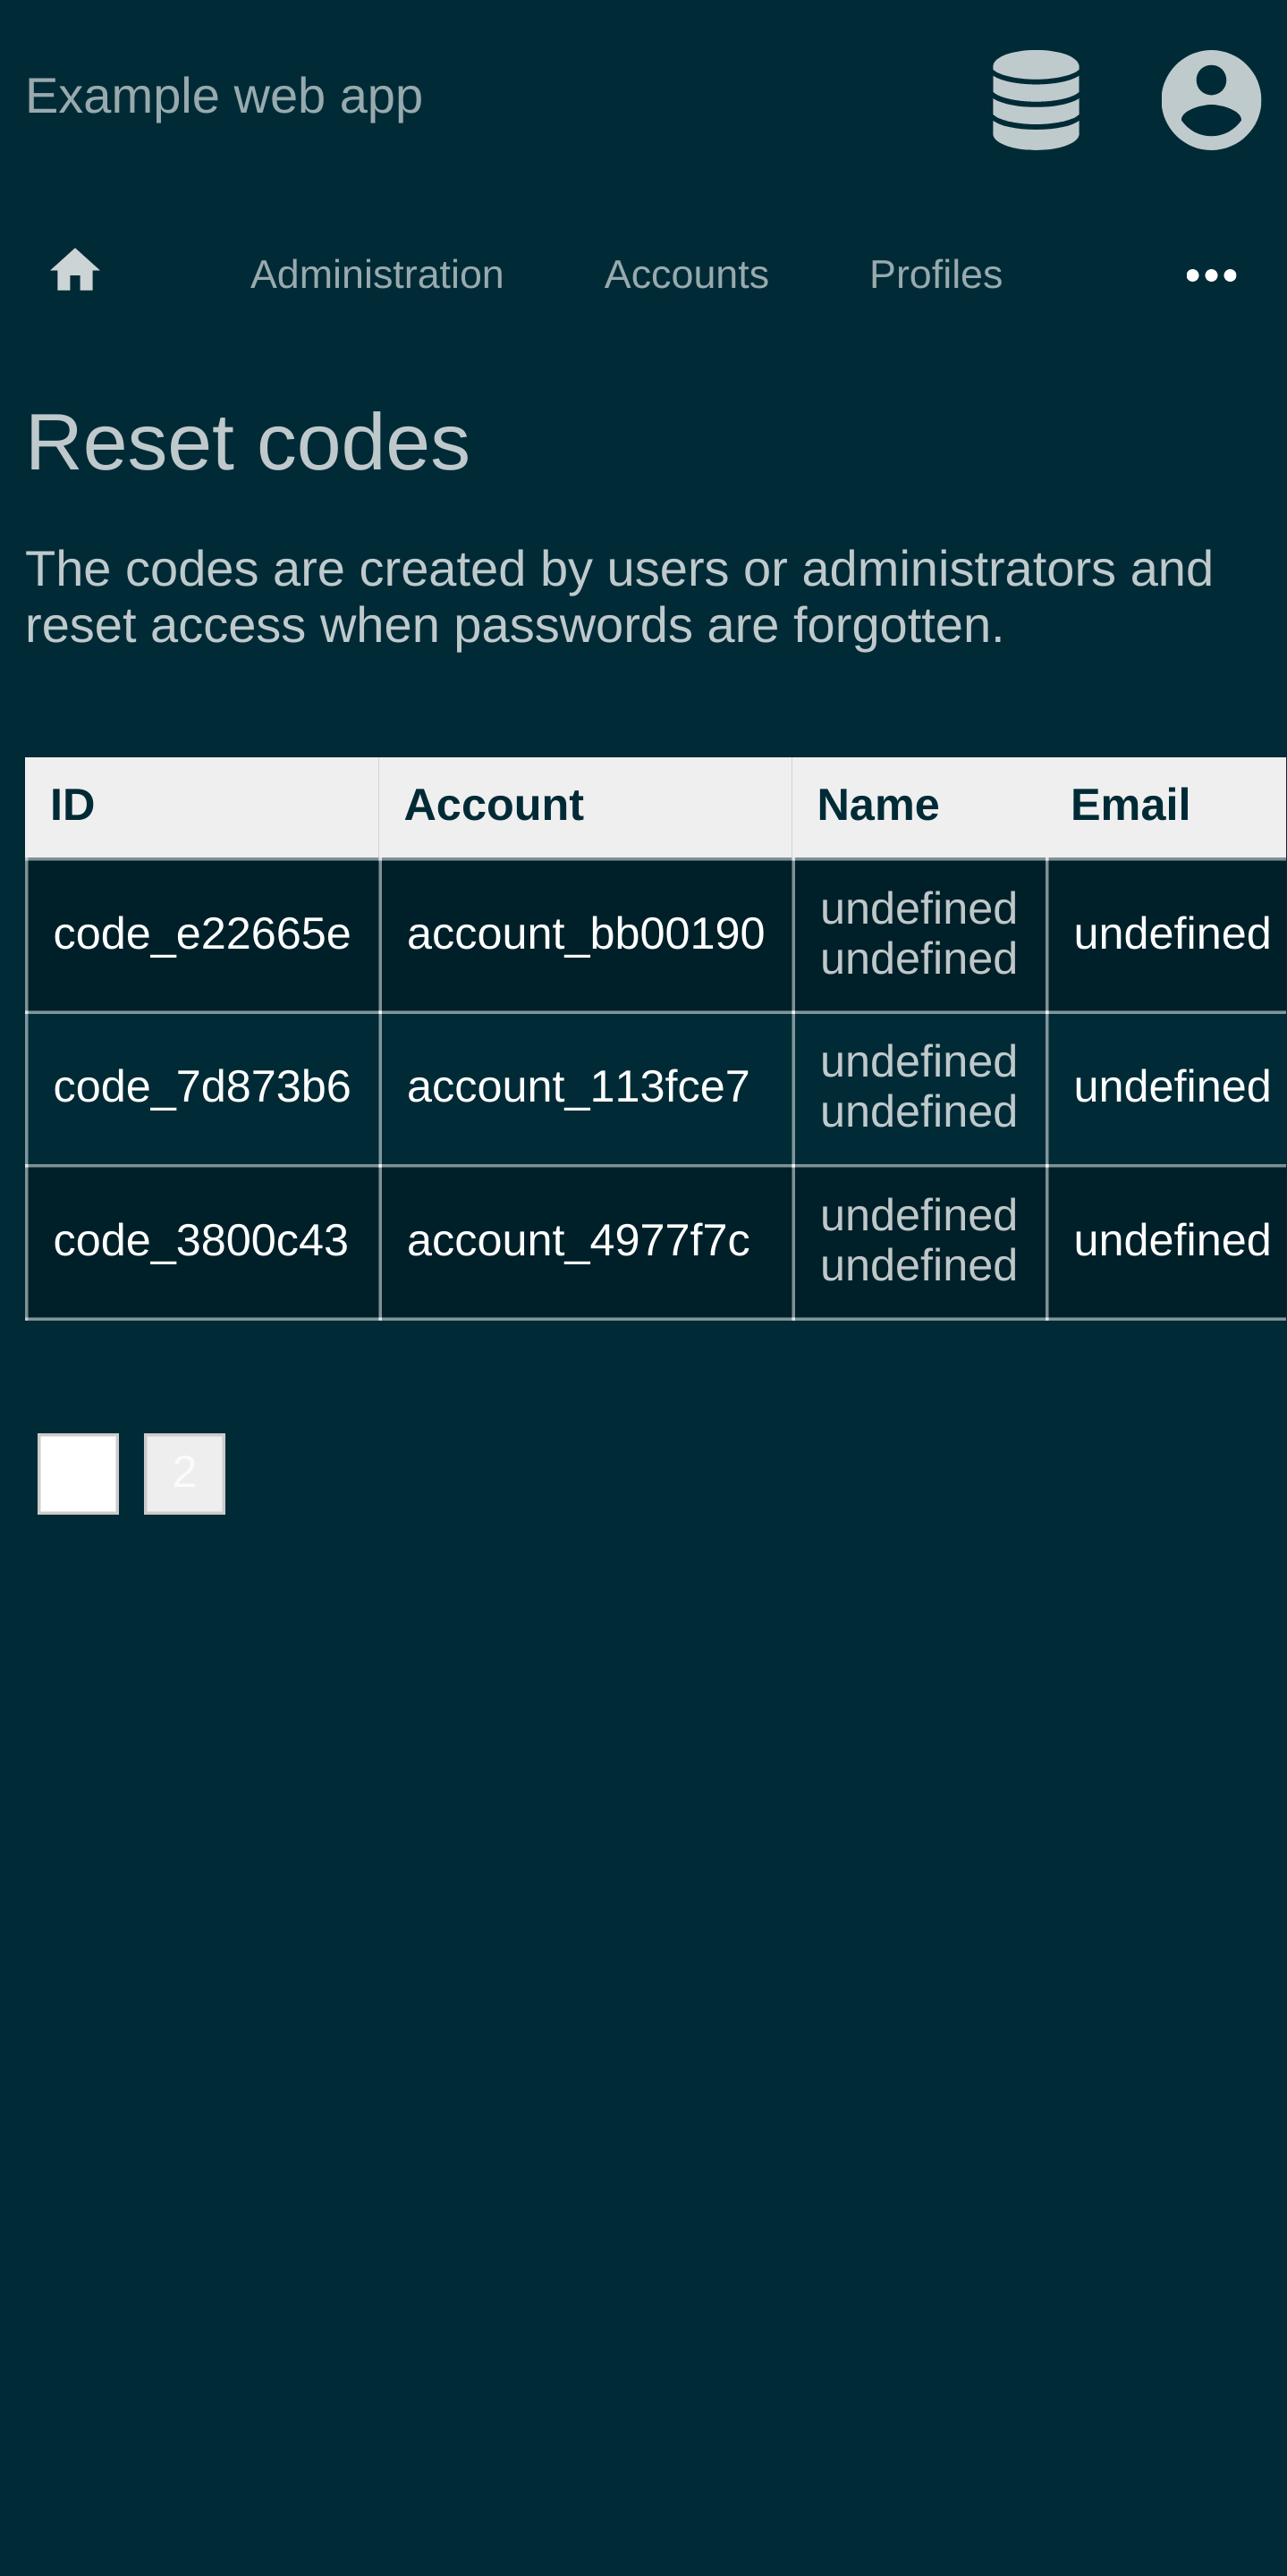 Example web app
Administration Accounts Profiles
Reset codes
The codes are created by users or administrators and
reset access when passwords are forgotten.
ID Account Name Email
code_e22665e account_bb00190 undefined undefined undefined
code_7d873b6 account_113fce7 undefined undefined undefined
code_3800c43 account_4977f7c undefined undefined undefined
2